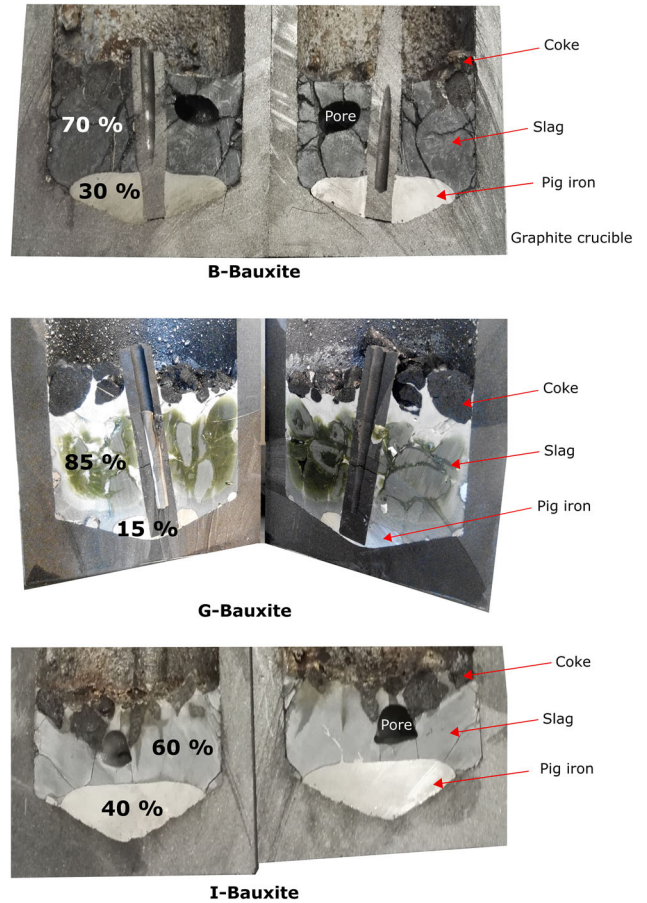 Coke
70 %
Pore
Slag
30 %
Pig iron
Graphite crucible
B-Bauxite
Coke
85 %
Slag
15 %
Pig iron
G-Bauxite
Coke
Pore
Slag
60 %
Pig iron
40 %
I-Bauxite